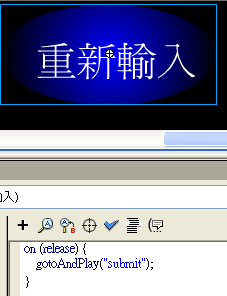 重新輸入
入)
on (release) {
gotoAndPlay("submit");
}